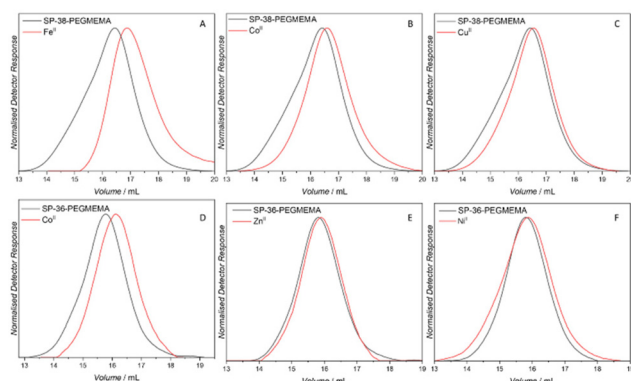 SP-38-PEGMEMA
Fe^II
A
Normalised Detector Response
13 14 15 16 17 18 19 20
Volume / mL
SP-38-PEGMEMA
Co^II
B
Normalised Detector Response
13 14 15 16 17 18 19 20
Volume / mL
SP-38-PEGMEMA
Cu^II
C
Normalised Detector Response
13 14 15 16 17 18 19 20
Volume / mL
SP-36-PEGMEMA
Co^II
D
Normalised Detector Response
13 14 15 16 17 18 19
Volume / mL
SP-36-PEGMEMA
Zn^II
E
Normalised Detector Response
13 14 15 16 17 18 19
Volume / mL
SP-36-PEGMEMA
F
Normalised Detector Response
13 14 15 16 17 18
Volume / mL